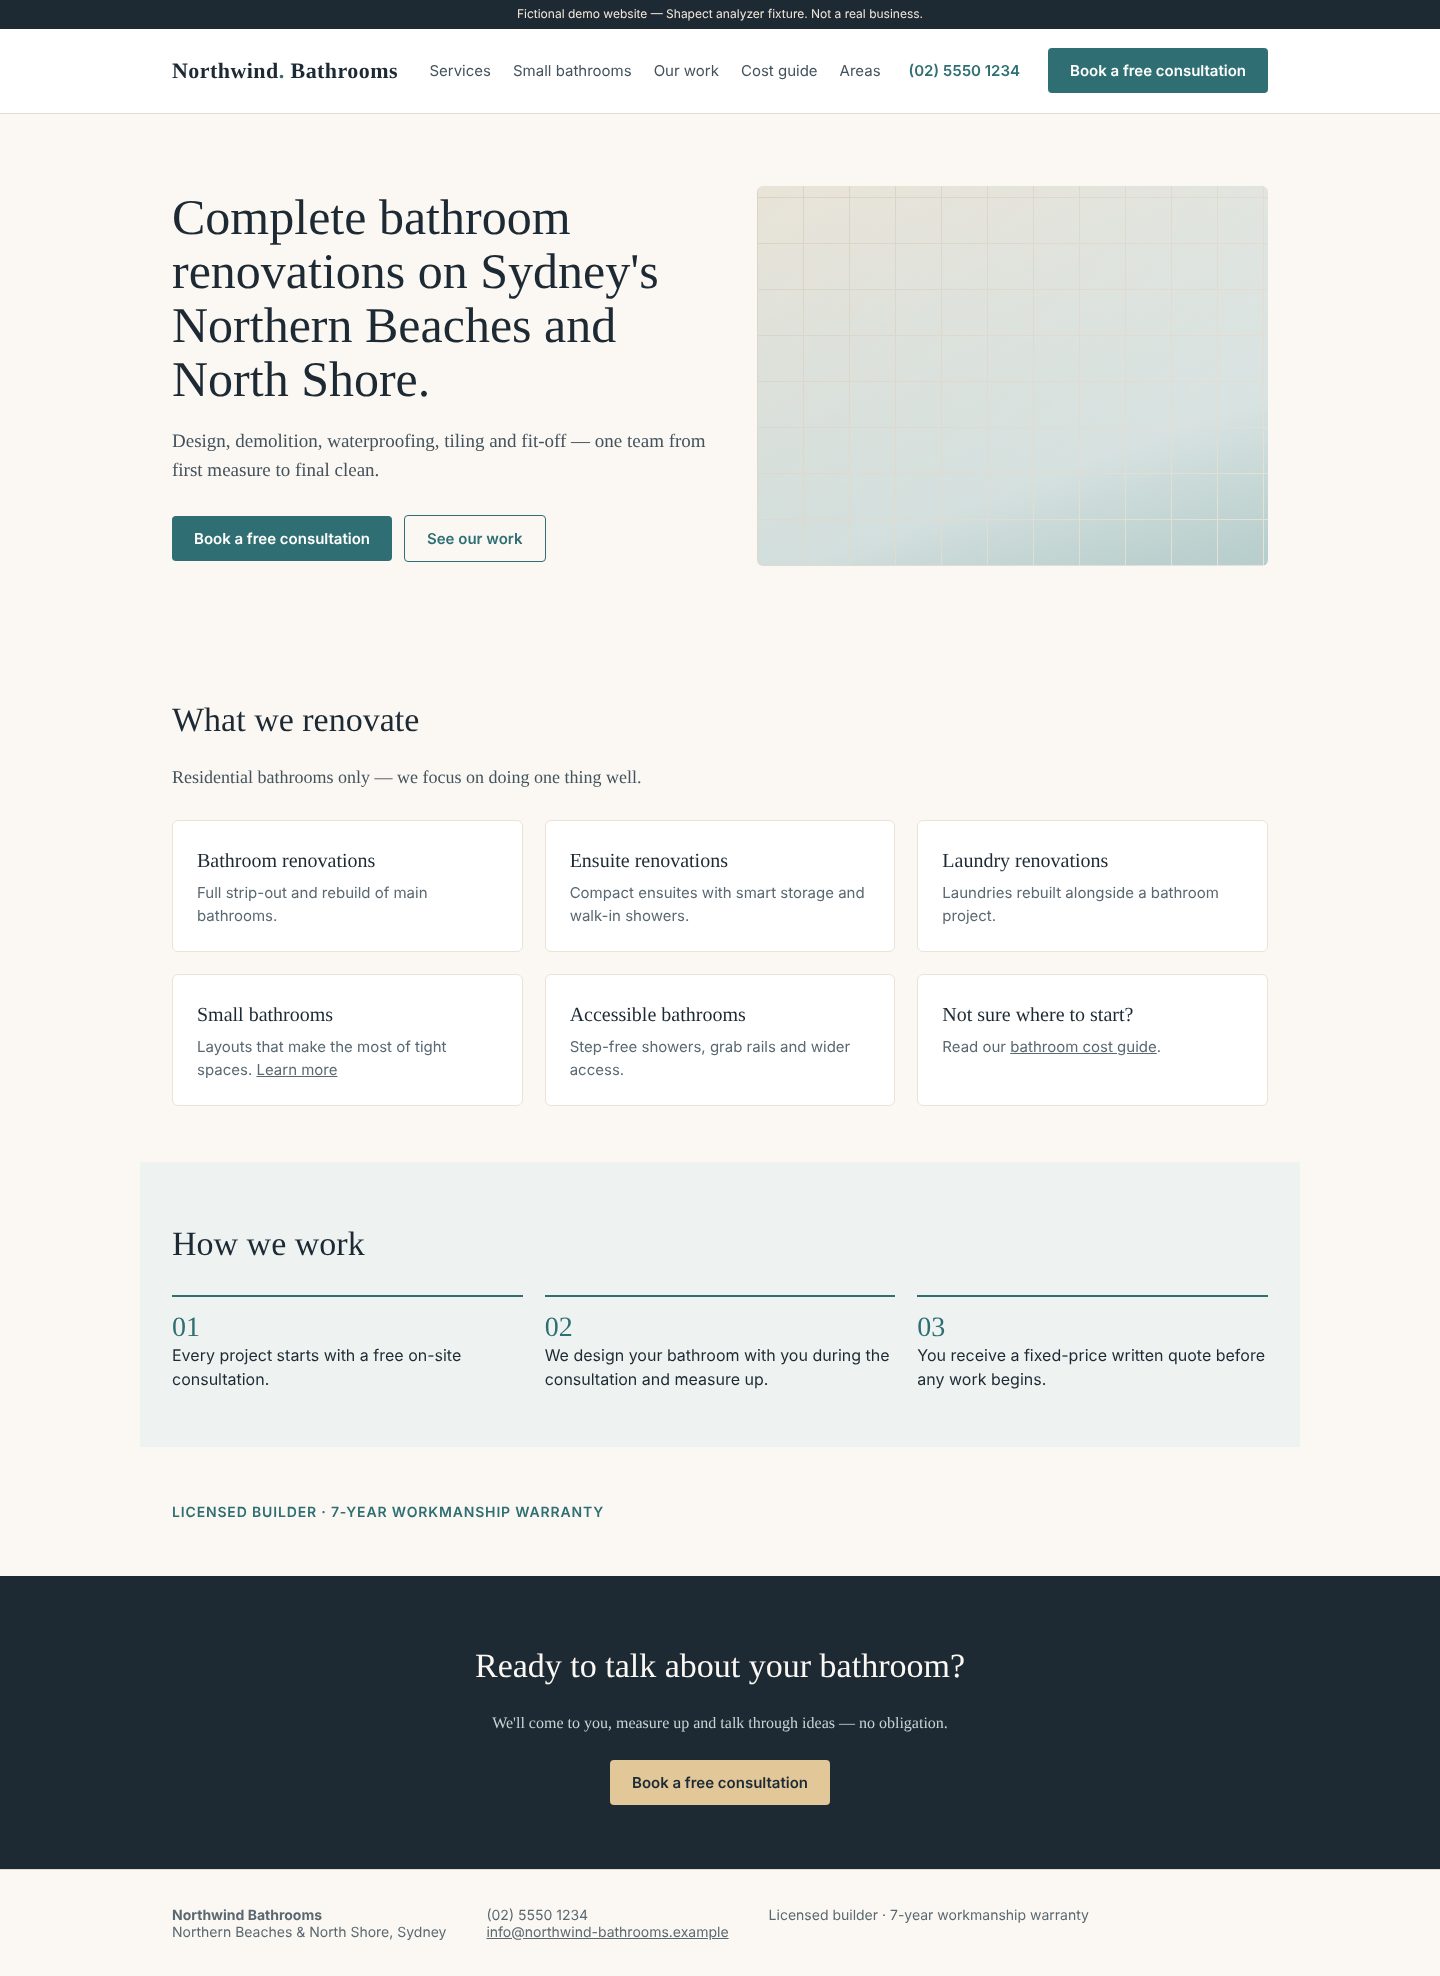 Fictional demo website — Shapect analyzer fixture. Not a real business.
Northwind. Bathrooms
Services
Small bathrooms
Our work
Cost guide
Areas
(02) 5550 1234
Book a free consultation
Complete bathroom
renovations on Sydney's
Northern Beaches and
North Shore.
Design, demolition, waterproofing, tiling and fit-off — one team from
first measure to final clean.
Book a free consultation
See our work
What we renovate
Residential bathrooms only — we focus on doing one thing well.
Bathroom renovations
Full strip-out and rebuild of main
bathrooms.
Ensuite renovations
Compact ensuites with smart storage and
walk-in showers.
Laundry renovations
Laundries rebuilt alongside a bathroom
project.
Small bathrooms
Layouts that make the most of tight
spaces. Learn more
Accessible bathrooms
Step-free showers, grab rails and wider
access.
Not sure where to start?
Read our bathroom cost guide.
How we work
01
Every project starts with a free on-site
consultation.
02
We design your bathroom with you during the
consultation and measure up.
03
You receive a fixed-price written quote before
any work begins.
LICENSED BUILDER · 7-YEAR WORKMANSHIP WARRANTY
Ready to talk about your bathroom?
We'll come to you, measure up and talk through ideas — no obligation.
Book a free consultation
Northwind Bathrooms
Northern Beaches & North Shore, Sydney
(02) 5550 1234
info@northwind-bathrooms.example
Licensed builder · 7-year workmanship warranty